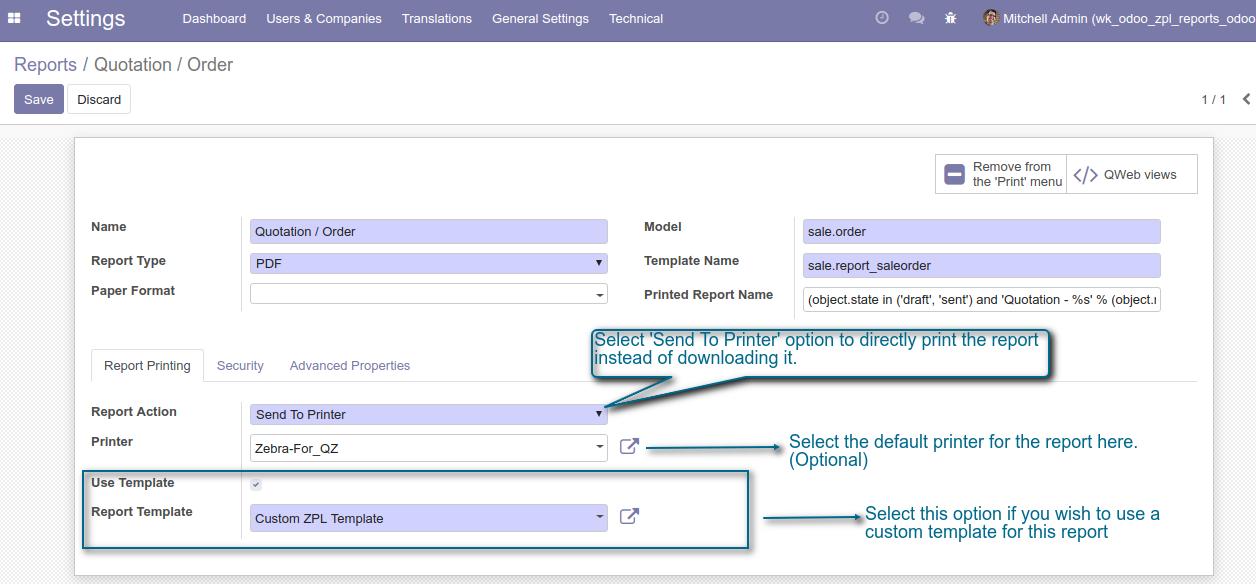 Settings Dashboard Users & Companies Translations General Settings Technical Mitchell Admin (wk_odoo_zpl_reports_odoo
Reports / Quotation / Order
Save Discard 1 / 1
Remove from
the 'Print' menu
QWeb views
Name Quotation / Order Model sale.order
Report Type PDF Template Name sale.report_saleorder
Paper Format Printed Report Name (object.state in ('draft', 'sent') and 'Quotation - %s' % (object.
Select 'Send To Printer' option to directly print the report
instead of downloading it.
Report Printing Security Advanced Properties
Report Action Send To Printer
Printer Zebra-For_QZ
Select the default printer for the report here.
(Optional)
Use Template
Report Template Custom ZPL Template
Select this option if you wish to use a
custom template for this report